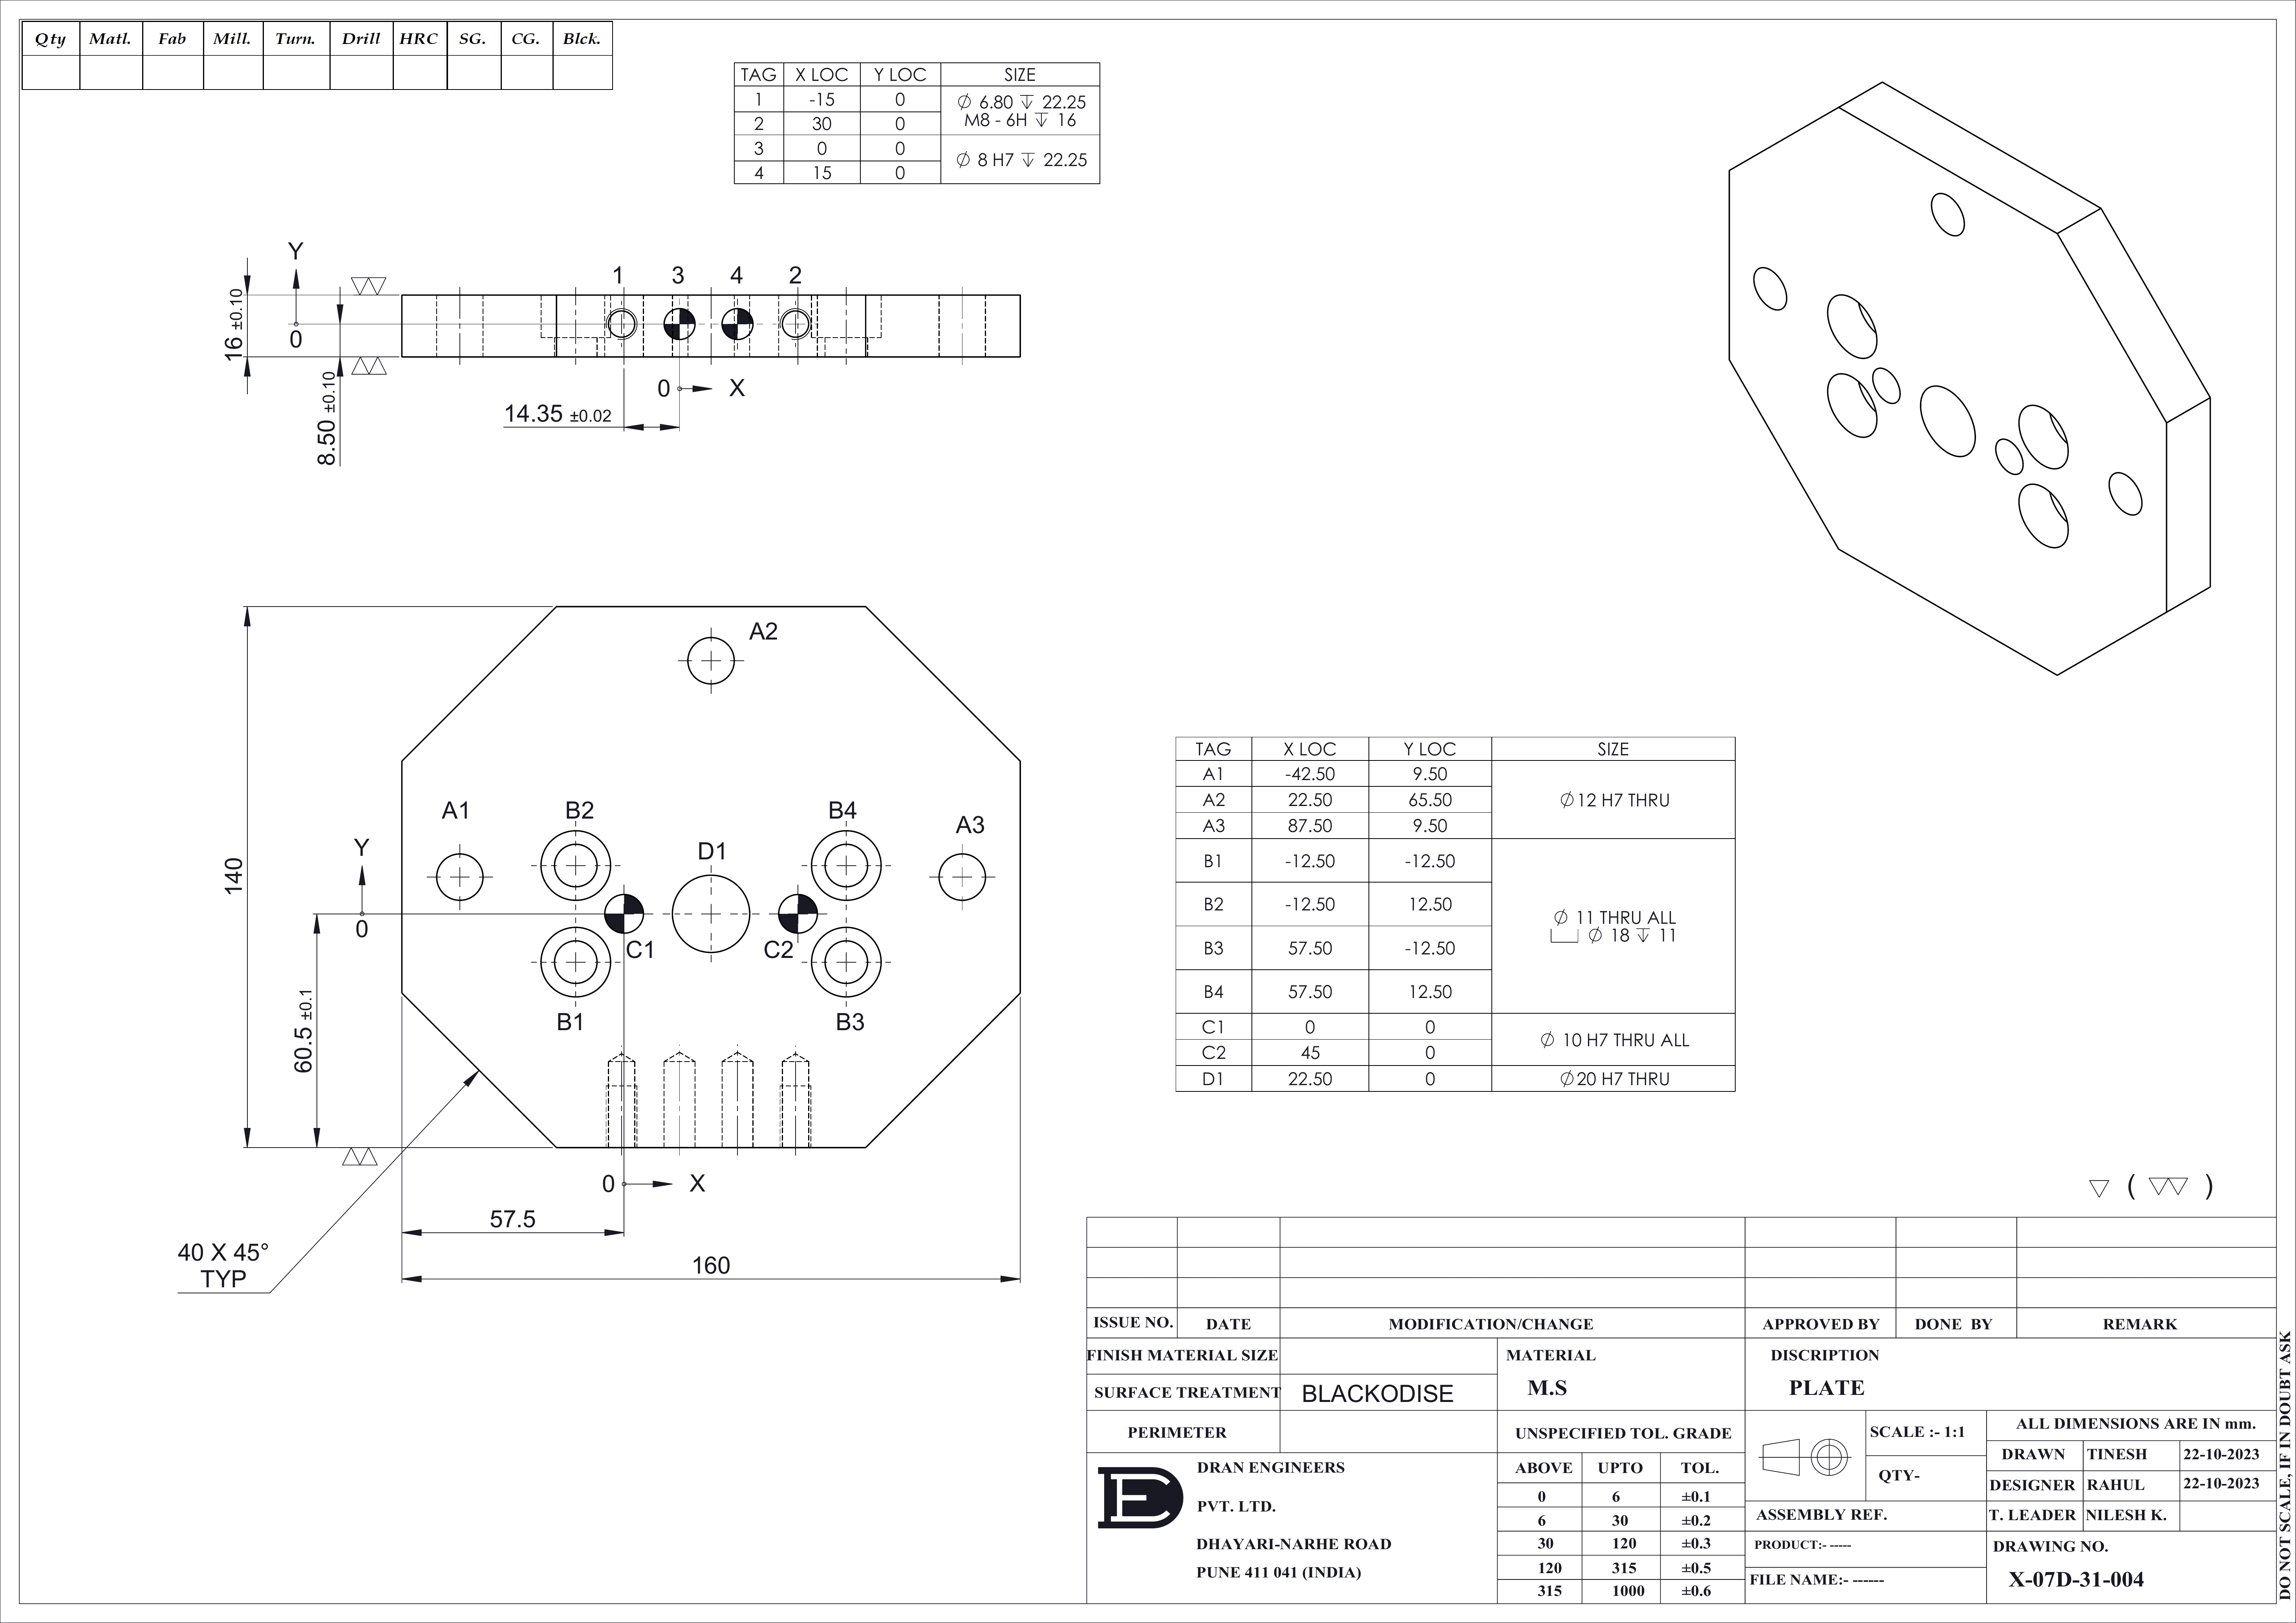 Qty Matl. Fab Mill. Turn. Drill HRC SG. CG. Blck.
TAG X LOC Y LOC SIZE
1 -15 0 ∅ 6.80 ↧ 22.25
2 30 0 M8 - 6H ↧ 16
3 0 0 ∅ 8 H7 ↧ 22.25
4 15 0
Y
0
16 ±0.10
8.50 ±0.10
1 3 4 2
0 X
14.35 ±0.02
A2
A1 B2 B4 A3
D1
Y
0
C1 C2
B1 B3
140
60.5 ±0.1
0 X
57.5
160
40 X 45°
TYP
TAG X LOC Y LOC SIZE
A1 -42.50 9.50
A2 22.50 65.50 ∅12 H7 THRU
A3 87.50 9.50
B1 -12.50 -12.50
B2 -12.50 12.50 ∅ 11 THRU ALL
B3 57.50 -12.50 ⌴ ∅ 18 ↧ 11
B4 57.50 12.50
C1 0 0 ∅ 10 H7 THRU ALL
C2 45 0
D1 22.50 0 ∅20 H7 THRU
( )
ISSUE NO. DATE MODIFICATION/CHANGE APPROVED BY DONE BY REMARK
FINISH MATERIAL SIZE
SURFACE TREATMENT BLACKODISE
PERIMETER
MATERIAL
M.S
DISCRIPTION
PLATE
UNSPECIFIED TOL. GRADE
ABOVE UPTO TOL.
0 6 ±0.1
6 30 ±0.2
30 120 ±0.3
120 315 ±0.5
315 1000 ±0.6
DRAN ENGINEERS
PVT. LTD.
DHAYARI-NARHE ROAD
PUNE 411 041 (INDIA)
SCALE :- 1:1
QTY-
ALL DIMENSIONS ARE IN mm.
DRAWN TINESH 22-10-2023
DESIGNER RAHUL 22-10-2023
T. LEADER NILESH K.
ASSEMBLY REF.
PRODUCT:- -----
FILE NAME:- ------
DRAWING NO.
X-07D-31-004
DO NOT SCALE, IF IN DOUBT ASK